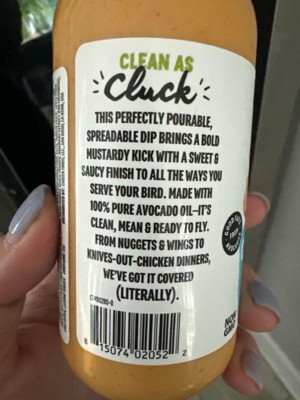 CLEAN AS
Cluck
THIS PERFECTLY POURABLE,
SPREADABLE DIP BRINGS A BOLD
MUSTARDY KICK WITH A SWEET &
SAUCY FINISH TO ALL THE WAYS YOU
SERVE YOUR BIRD. MADE WITH
100% PURE AVOCADO OIL—IT'S
CLEAN, MEAN & READY TO FLY.
FROM NUGGETS & WINGS TO
KNIVES-OUT-CHICKEN DINNERS,
WE'VE GOT IT COVERED
(LITERALLY).
8 15074 02052 2
NON
GMO